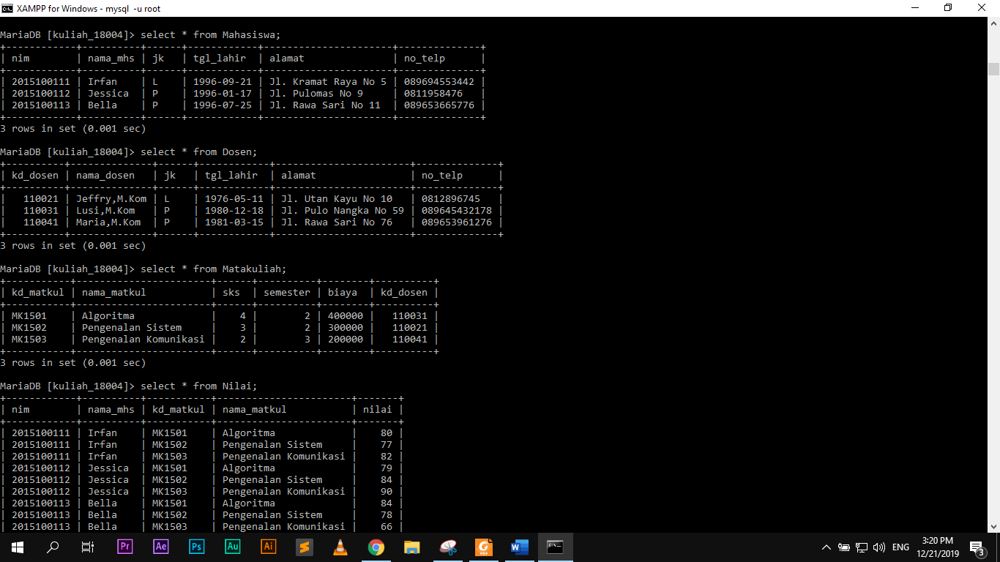 XAMPP for Windows - mysql  -u root
MariaDB [kuliah_18004]> select * from Mahasiswa;
+------------+----------+------+------------+----------------------+--------------+
| nim        | nama_mhs | jk   | tgl_lahir  | alamat               | no_telp      |
+------------+----------+------+------------+----------------------+--------------+
| 2015100111 | Irfan    | L    | 1996-09-21 | Jl. Kramat Raya No 5 | 089694553442 |
| 2015100112 | Jessica  | P    | 1996-01-17 | Jl. Pulomas No 9     | 0811958476   |
| 2015100113 | Bella    | P    | 1996-07-25 | Jl. Rawa Sari No 11  | 089653665776 |
+------------+----------+------+------------+----------------------+--------------+
3 rows in set (0.001 sec)
MariaDB [kuliah_18004]> select * from Dosen;
+----------+--------------+------+------------+-----------------------+--------------+
| kd_dosen | nama_dosen   | jk   | tgl_lahir  | alamat                | no_telp      |
+----------+--------------+------+------------+-----------------------+--------------+
|   110021 | Jeffry,M.Kom | L    | 1976-05-11 | Jl. Utan Kayu No 10   | 0812896745   |
|   110031 | Lusi,M.Kom   | P    | 1980-12-18 | Jl. Pulo Nangka No 59 | 089645432178 |
|   110041 | Maria,M.Kom  | P    | 1981-03-15 | Jl. Rawa Sari No 76   | 089653961276 |
+----------+--------------+------+------------+-----------------------+--------------+
3 rows in set (0.001 sec)
MariaDB [kuliah_18004]> select * from Matakuliah;
+-----------+-----------------------+------+----------+--------+----------+
| kd_matkul | nama_matkul           | sks  | semester | biaya  | kd_dosen |
+-----------+-----------------------+------+----------+--------+----------+
| MK1501    | Algoritma             |    4 |        2 | 400000 |   110031 |
| MK1502    | Pengenalan Sistem     |    3 |        2 | 300000 |   110021 |
| MK1503    | Pengenalan Komunikasi |    2 |        3 | 200000 |   110041 |
+-----------+-----------------------+------+----------+--------+----------+
3 rows in set (0.001 sec)
MariaDB [kuliah_18004]> select * from Nilai;
+------------+----------+-----------+-----------------------+-------+
| nim        | nama_mhs | kd_matkul | nama_matkul           | nilai |
+------------+----------+-----------+-----------------------+-------+
| 2015100111 | Irfan    | MK1501    | Algoritma             |    80 |
| 2015100111 | Irfan    | MK1502    | Pengenalan Sistem     |    77 |
| 2015100111 | Irfan    | MK1503    | Pengenalan Komunikasi |    82 |
| 2015100112 | Jessica  | MK1501    | Algoritma             |    79 |
| 2015100112 | Jessica  | MK1502    | Pengenalan Sistem     |    84 |
| 2015100112 | Jessica  | MK1503    | Pengenalan Komunikasi |    90 |
| 2015100113 | Bella    | MK1501    | Algoritma             |    84 |
| 2015100113 | Bella    | MK1502    | Pengenalan Sistem     |    78 |
| 2015100113 | Bella    | MK1503    | Pengenalan Komunikasi |    66 |
Pr Ae Ps Au Ai S G PDF W C:\. ENG
3:20 PM
12/21/2019
3